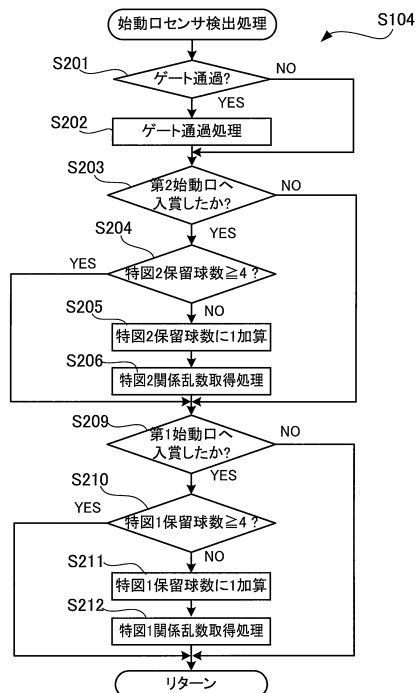 始動口センサ検出処理
S104
S201
ゲート通過?
NO
YES
S202
ゲート通過処理
S203
第2始動口へ
入賞したか?
NO
YES
S204
YES
特図2保留球数≧4?
NO
S205
特図2保留球数に1加算
S206
特図2関係乱数取得処理
S209
第1始動口へ
入賞したか?
NO
YES
S210
YES
特図1保留球数≧4?
NO
S211
特図1保留球数に1加算
S212
特図1関係乱数取得処理
リターン